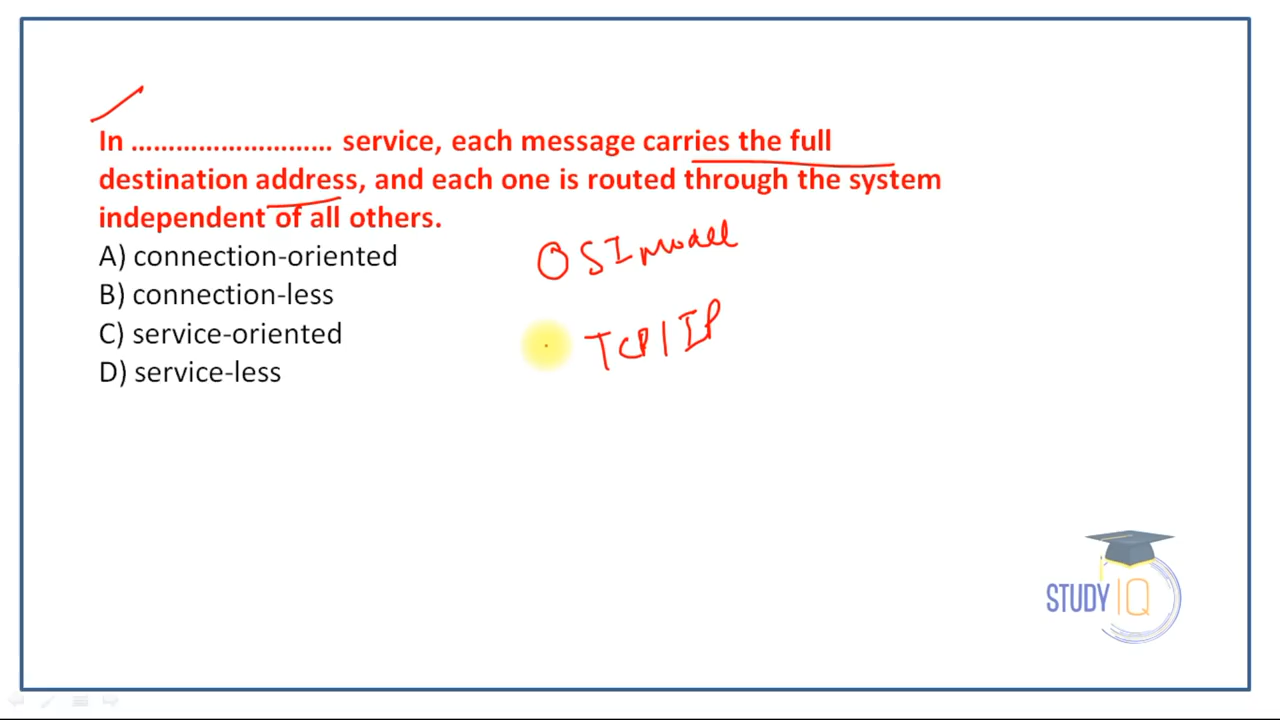 In ........................... service, each message carries the full
destination address, and each one is routed through the system
independent of all others.
A) connection-oriented
B) connection-less
C) service-oriented
D) service-less
OSI model
TCP/IP
STUDY IQ